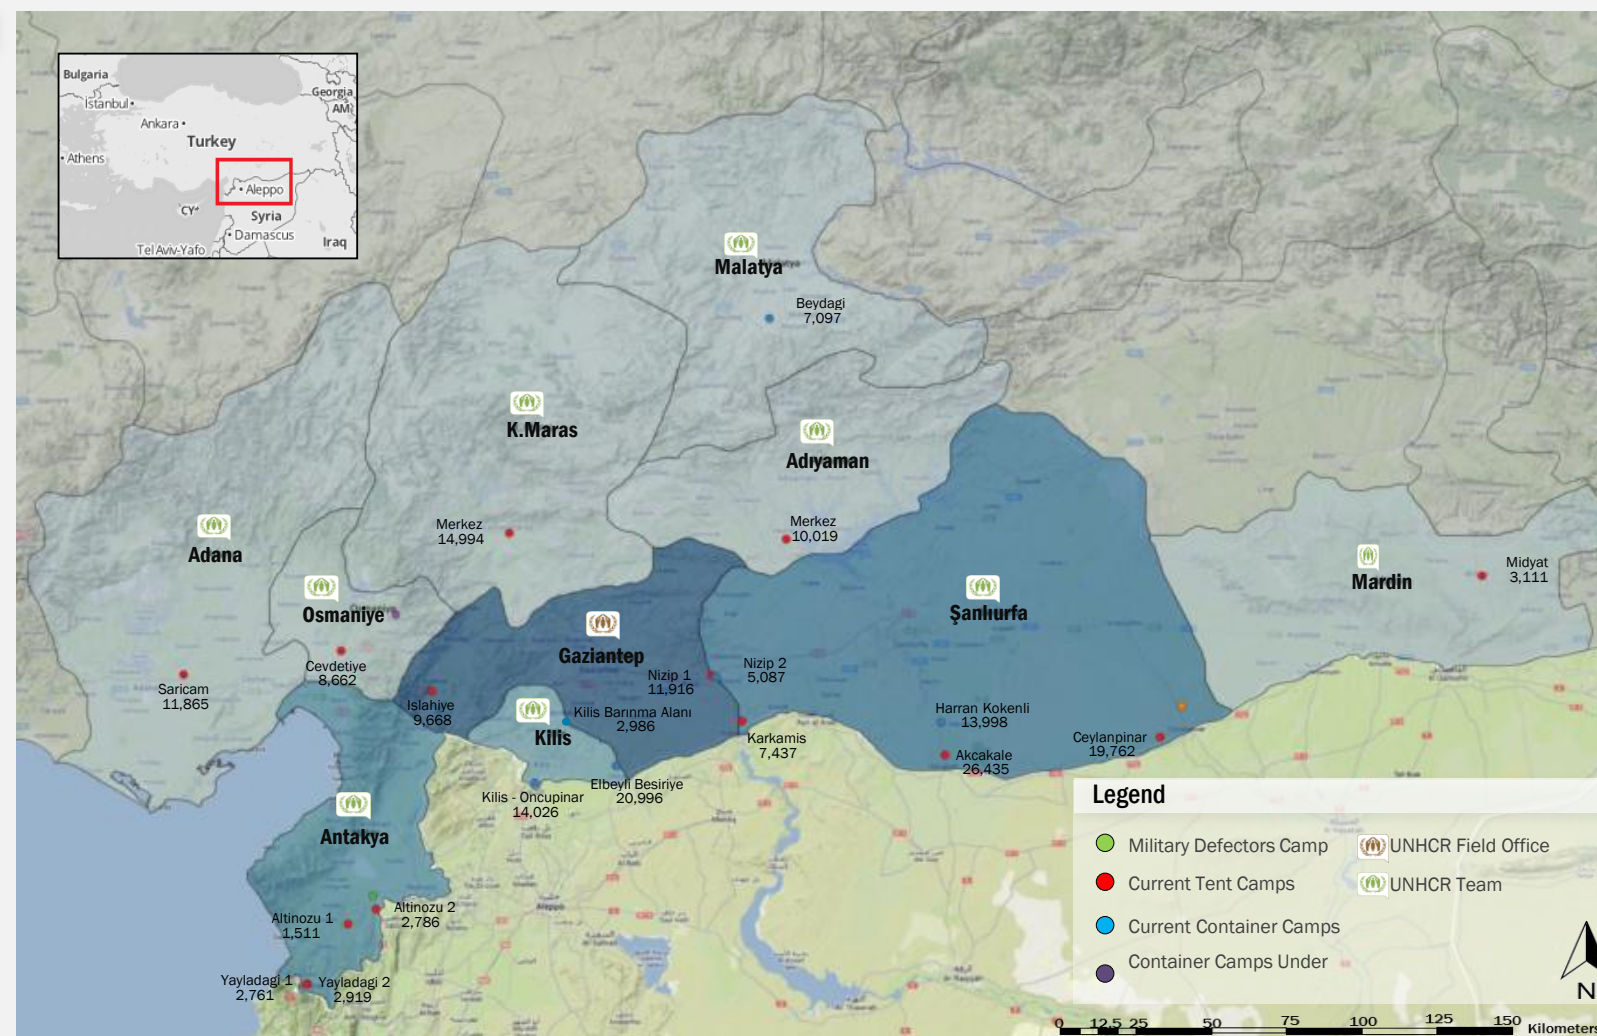 Bulgaria
Georgia
Istanbul
AM
Ankara
Turkey
Athens
Aleppo
CY
Syria
Damascus
Tel Aviv-Yafo
Iraq
Malatya
Beydagi
7,097
K.Maras
Adıyaman
Merkez
14,994
Merkez
10,019
Adana
Osmaniye
Cevdetiye
8,662
Saricam
11,865
Gaziantep
Islahiye
9,668
Nizip 1
11,916
Nizip 2
5,087
Şanlıurfa
Mardin
Midyat
3,111
Kilis
Kilis Barınma Alanı
2,986
Karkamis
7,437
Harran Kokenli
13,998
Akcakale
26,435
Ceylanpinar
19,762
Kilis - Oncupinar
14,026
Elbeyli Besiriye
20,996
Antakya
Altinozu 1
1,511
Altinozu 2
2,786
Yayladagi 1
2,761
Yayladagi 2
2,919
Legend
Military Defectors Camp
UNHCR Field Office
Current Tent Camps
UNHCR Team
Current Container Camps
Container Camps Under
N
0 12,5 25 50 75 100 125 150 Kilometers